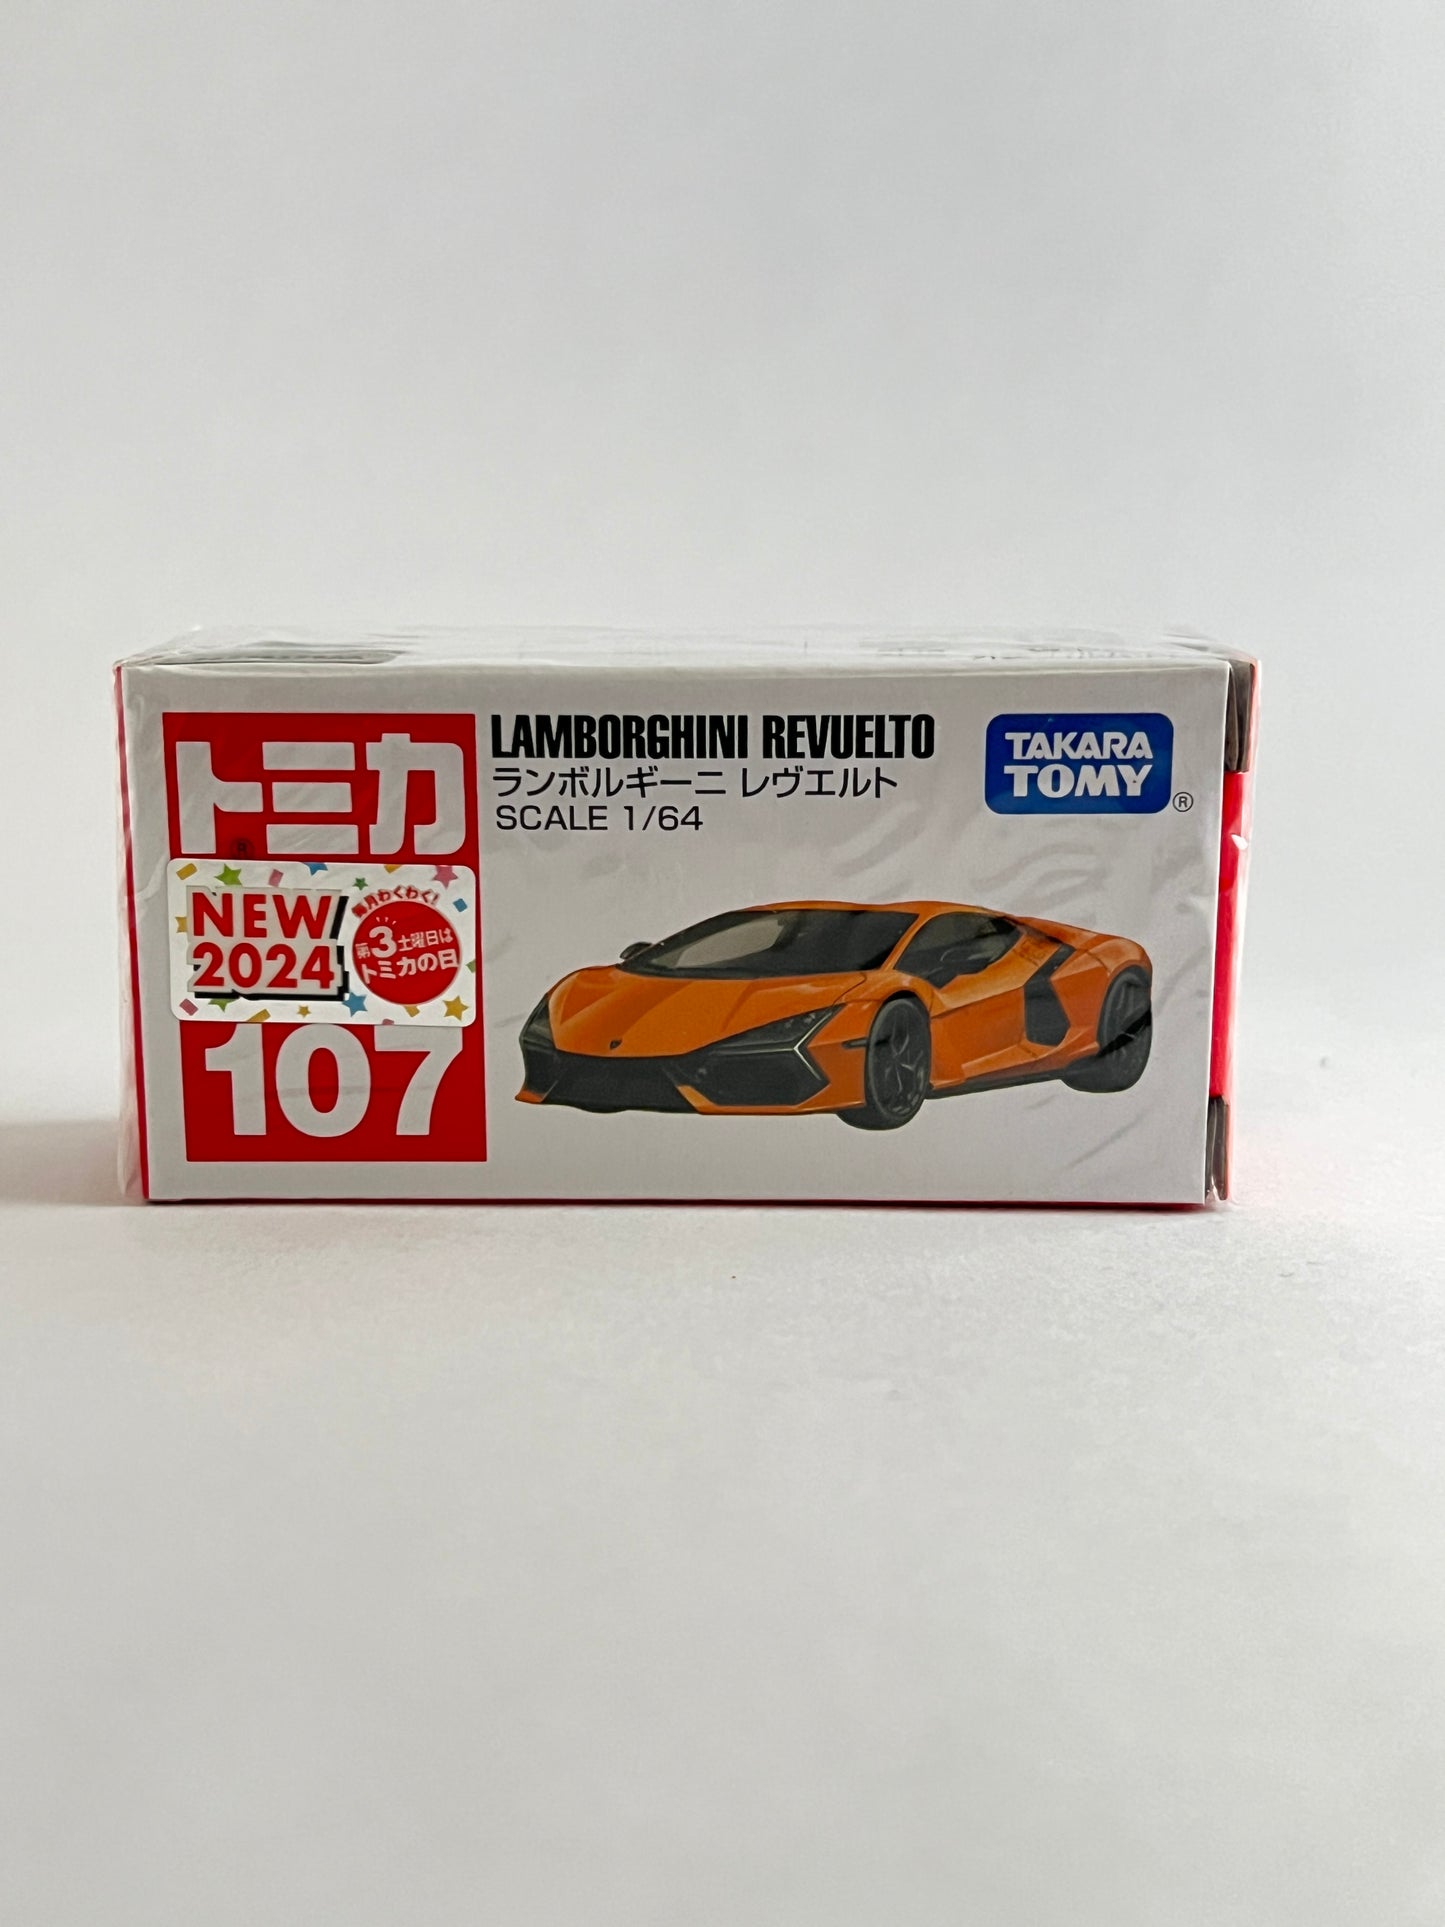 トミカ
®
LAMBORGHINI REVUELTO
ランボルギーニ レヴエルト
SCALE 1/64
TAKARA
TOMY
®
NEW
2024
毎月わくわく!
第3土曜日は
トミカの日
107